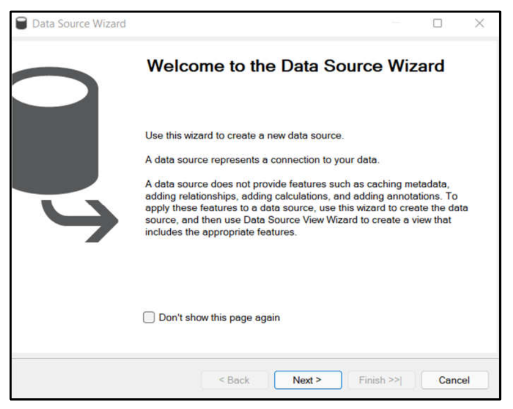 Data Source Wizard
Welcome to the Data Source Wizard
Use this wizard to create a new data source.
A data source represents a connection to your data.
A data source does not provide features such as caching metadata,
adding relationships, adding calculations, and adding annotations. To
apply these features to a data source, use this wizard to create the data
source, and then use Data Source View Wizard to create a view that
includes the appropriate features.
Don't show this page again
< Back Next > Finish >>| Cancel